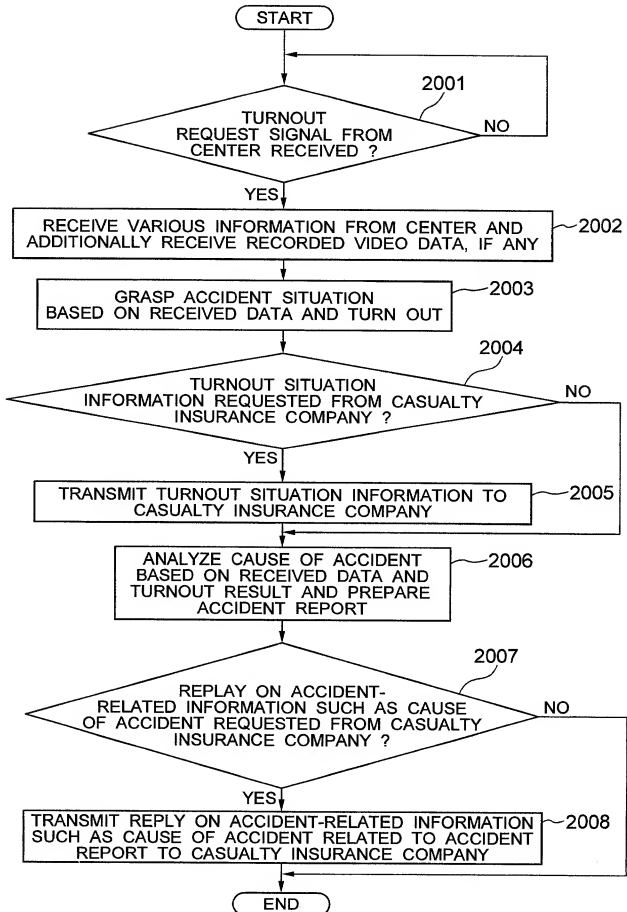 START
2001
TURNOUT
REQUEST SIGNAL FROM
CENTER RECEIVED ?
NO
YES
RECEIVE VARIOUS INFORMATION FROM CENTER AND
ADDITIONALLY RECEIVE RECORDED VIDEO DATA, IF ANY
2002
GRASP ACCIDENT SITUATION
BASED ON RECEIVED DATA AND TURN OUT
2003
2004
TURNOUT SITUATION
INFORMATION REQUESTED FROM CASUALTY
INSURANCE COMPANY ?
NO
YES
TRANSMIT TURNOUT SITUATION INFORMATION TO
CASUALTY INSURANCE COMPANY
2005
ANALYZE CAUSE OF ACCIDENT
BASED ON RECEIVED DATA AND
TURNOUT RESULT AND PREPARE
ACCIDENT REPORT
2006
2007
REPLAY ON ACCIDENT-
RELATED INFORMATION SUCH AS CAUSE
OF ACCIDENT REQUESTED FROM CASUALTY
INSURANCE COMPANY ?
NO
YES
TRANSMIT REPLY ON ACCIDENT-RELATED INFORMATION
SUCH AS CAUSE OF ACCIDENT RELATED TO ACCIDENT
REPORT TO CASUALTY INSURANCE COMPANY
2008
END